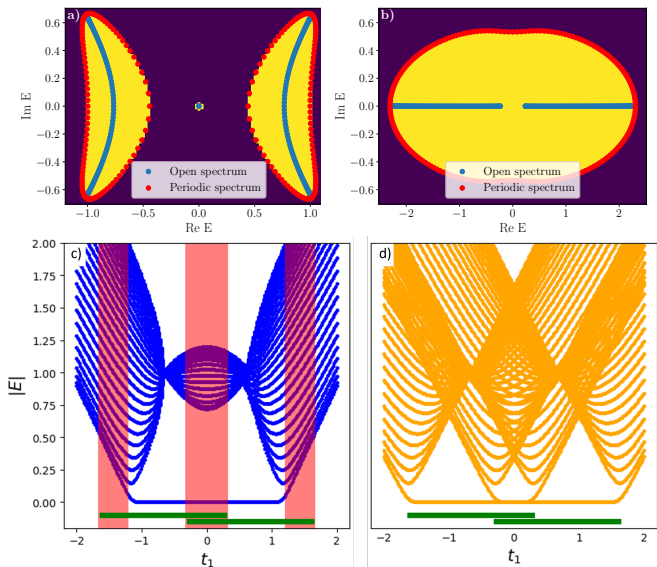 a)
Im E
0.6
0.4
0.2
0.0
−0.2
−0.4
−0.6
Open spectrum
Periodic spectrum
−1.0 −0.5 0.0 0.5 1.0
Re E
b)
Im E
0.6
0.4
0.2
0.0
−0.2
−0.4
−0.6
Open spectrum
Periodic spectrum
−2 −1 0 1 2
Re E
c)
|E|
2.00
1.75
1.50
1.25
1.00
0.75
0.50
0.25
0.00
−2 −1 0 1 2
t1
d)
−2 −1 0 1 2
t1